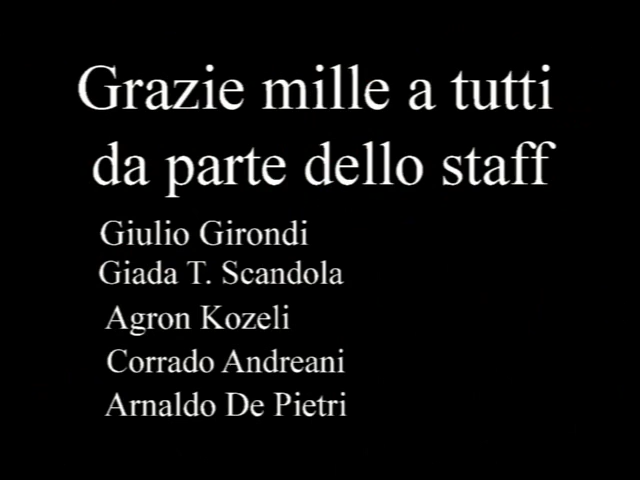 Grazie mille a tutti
da parte dello staff
Giulio Girondi
Giada T. Scandola
Agron Kozeli
Corrado Andreani
Arnaldo De Pietri